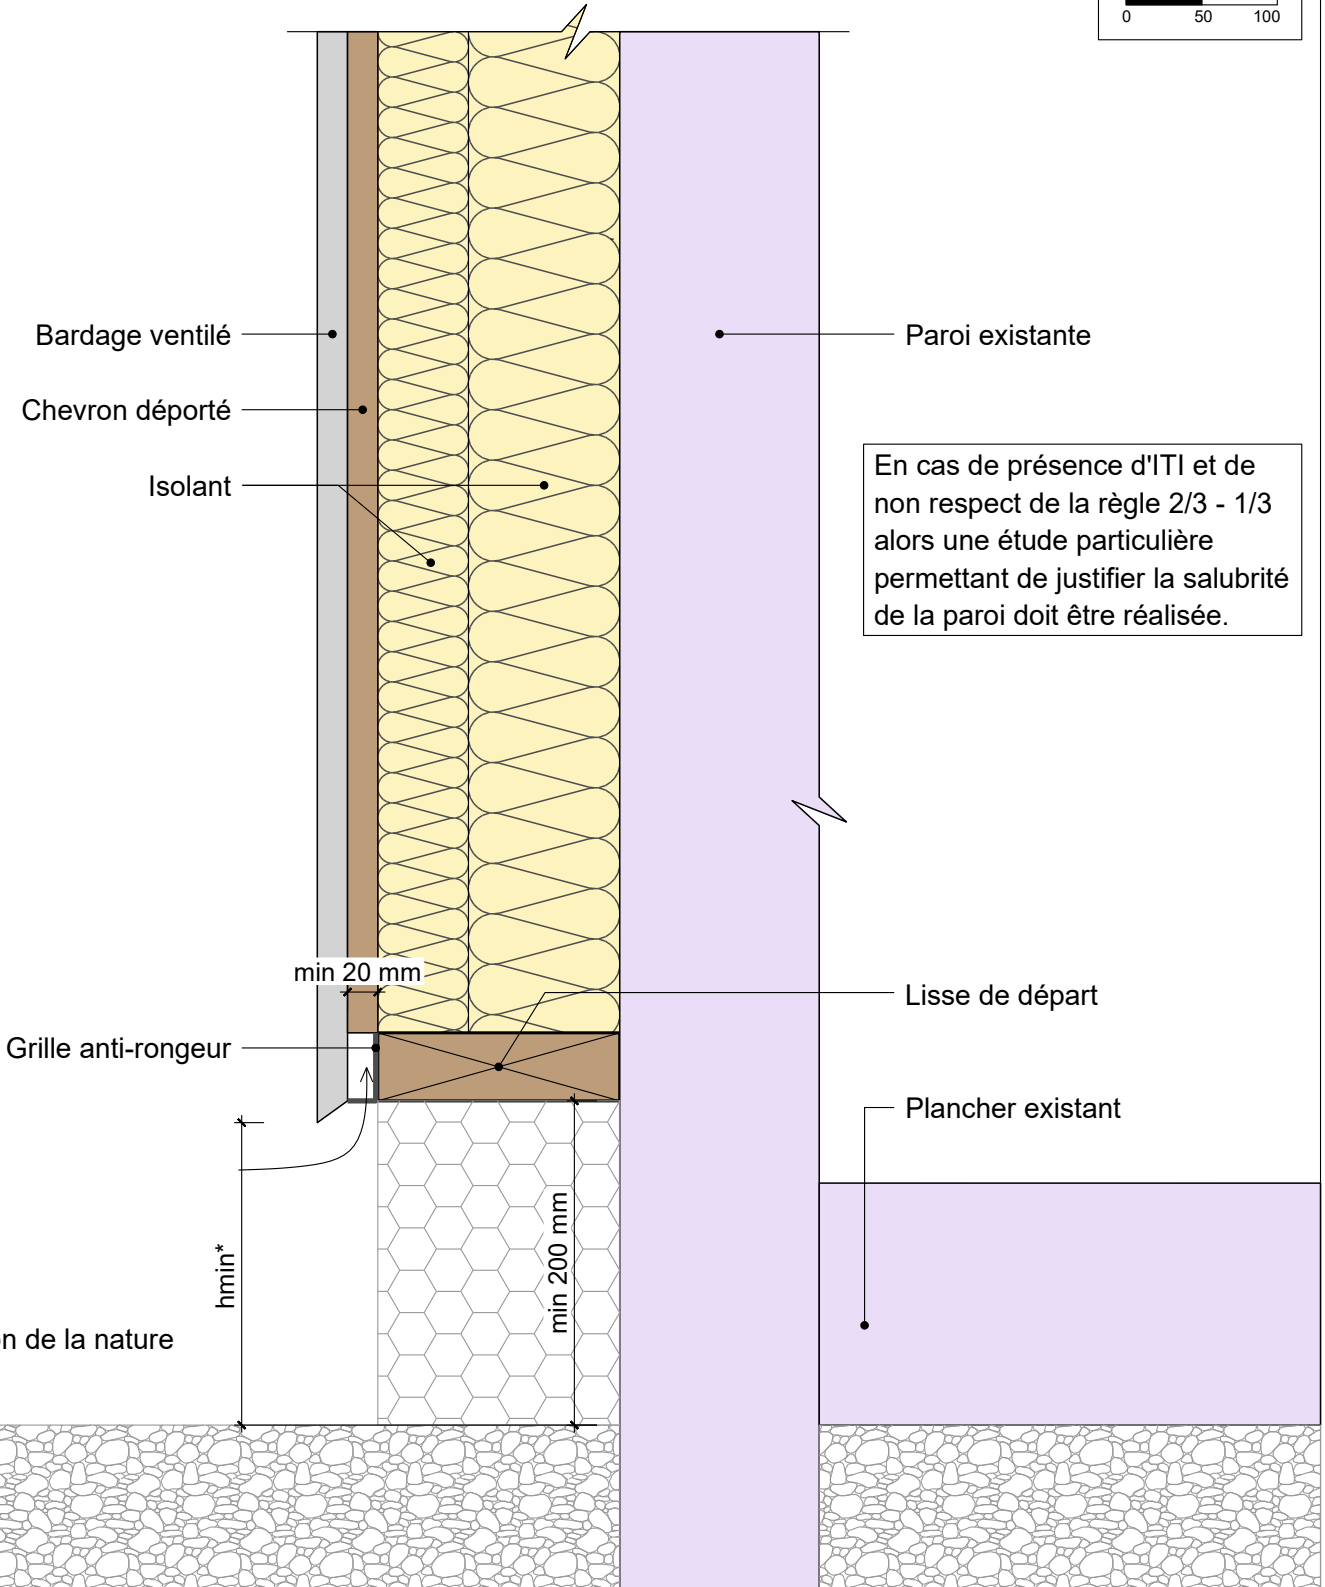 0 50 100
Bardage ventilé
Paroi existante
Chevron déporté
Isolant
En cas de présence d'ITI et de
non respect de la règle 2/3 - 1/3
alors une étude particulière
permettant de justifier la salubrité
de la paroi doit être réalisée.
min 20 mm
Lisse de départ
Grille anti-rongeur
Plancher existant
hmin*
min 200 mm
de la nature